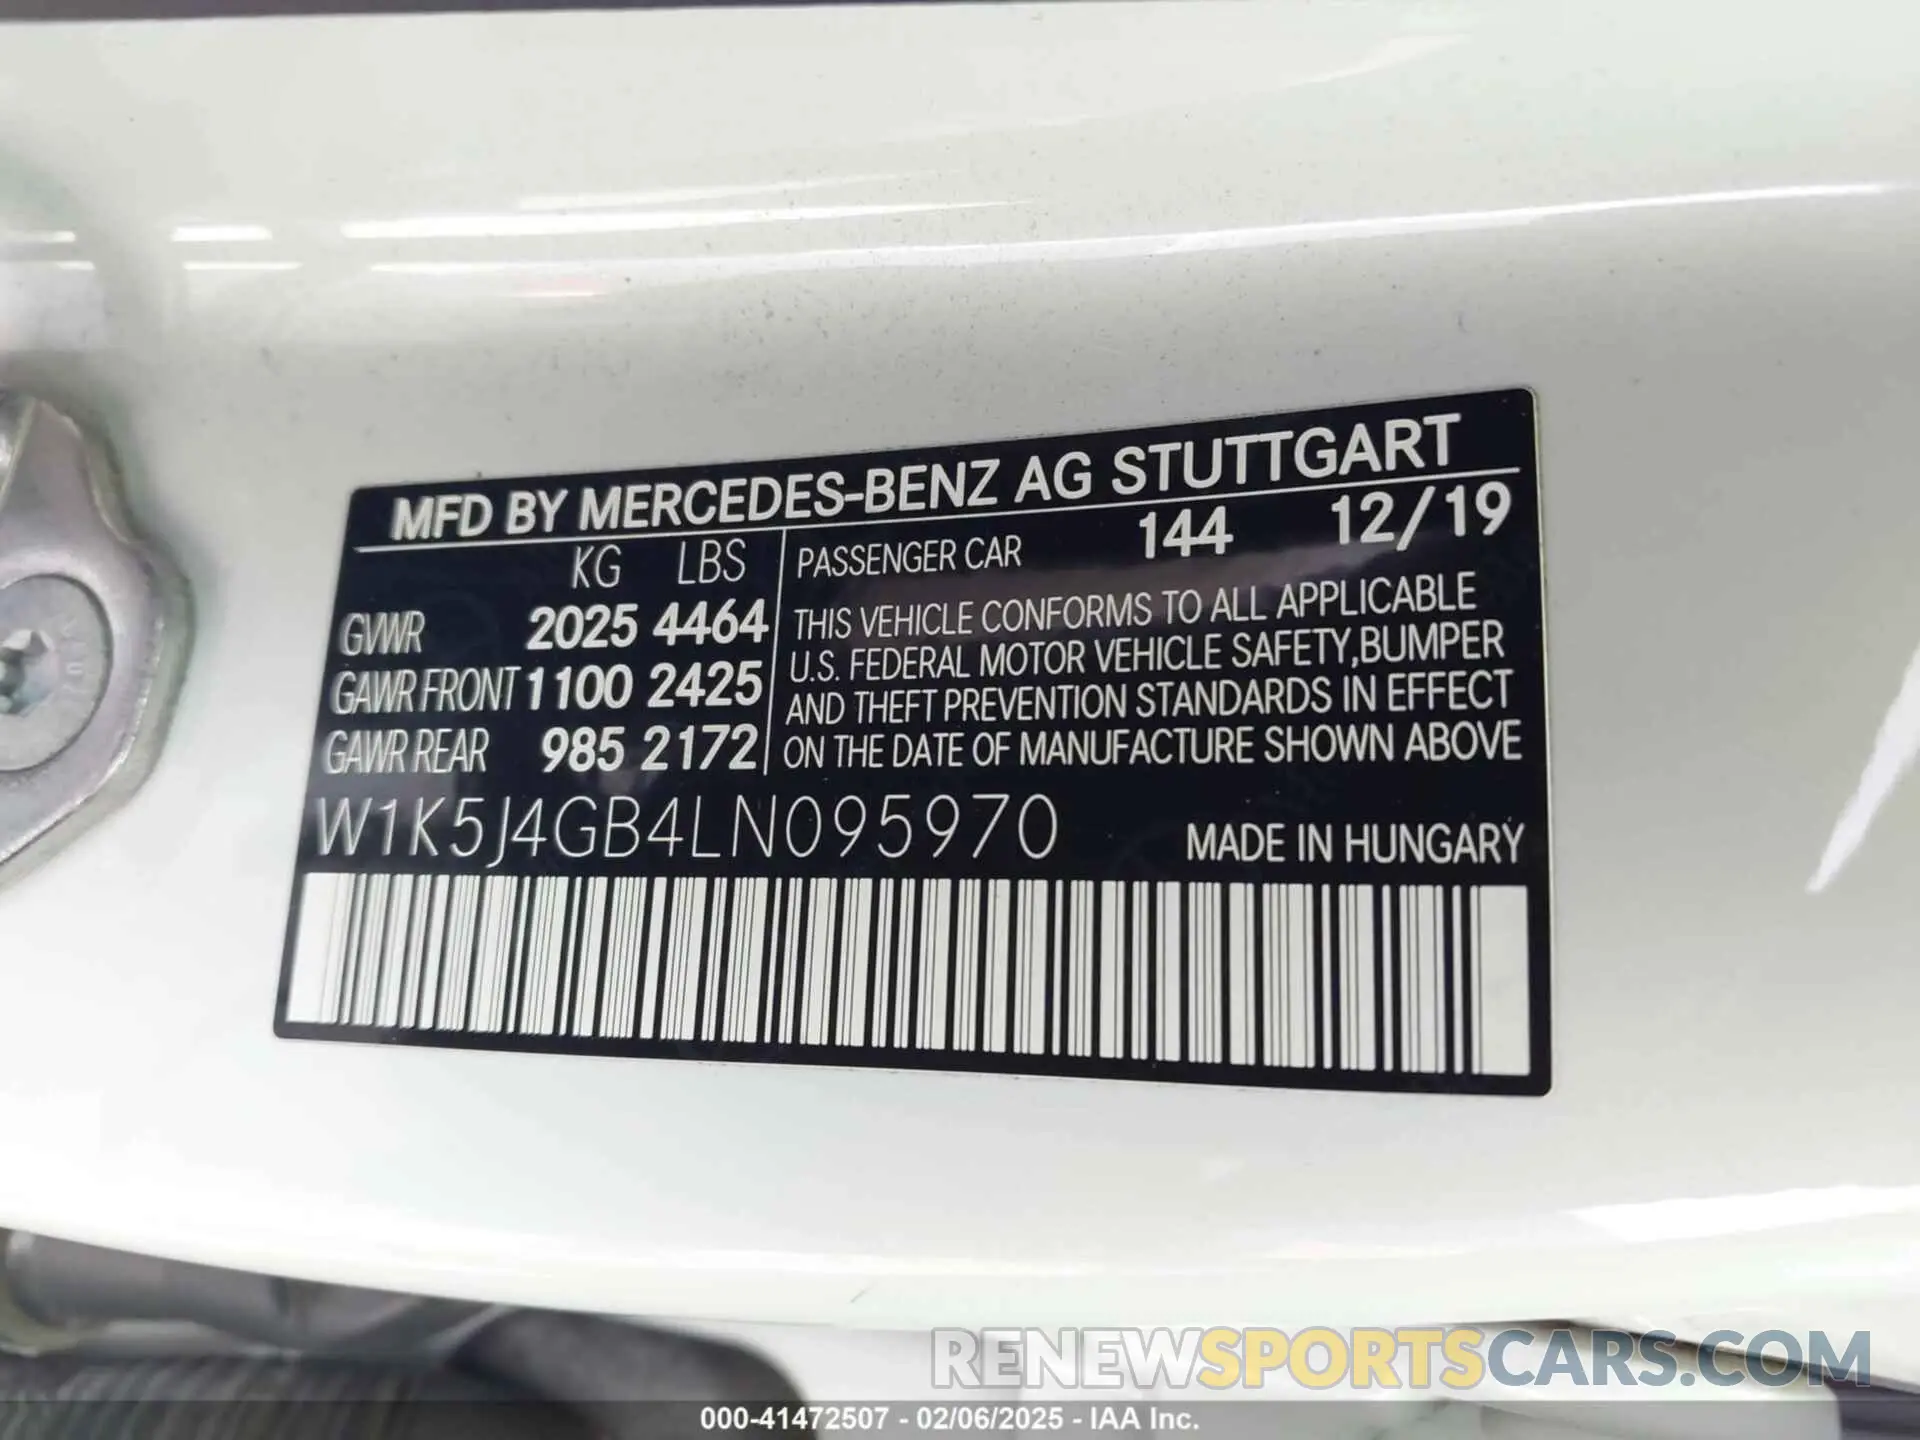 MFD BY MERCEDES-BENZ AG STUTTGART
KG LBS PASSENGER CAR 144 12/19
GVWR 2025 4464 THIS VEHICLE CONFORMS TO ALL APPLICABLE
U.S. FEDERAL MOTOR VEHICLE SAFETY,BUMPER
GAWR FRONT 1100 2425 AND THEFT PREVENTION STANDARDS IN EFFECT
GAWR REAR 985 2172 ON THE DATE OF MANUFACTURE SHOWN ABOVE
W1K5J4GB4LN095970 MADE IN HUNGARY
RENEWSPORTSCARS.COM
000-41472507 - 02/06/2025 - IAA Inc.